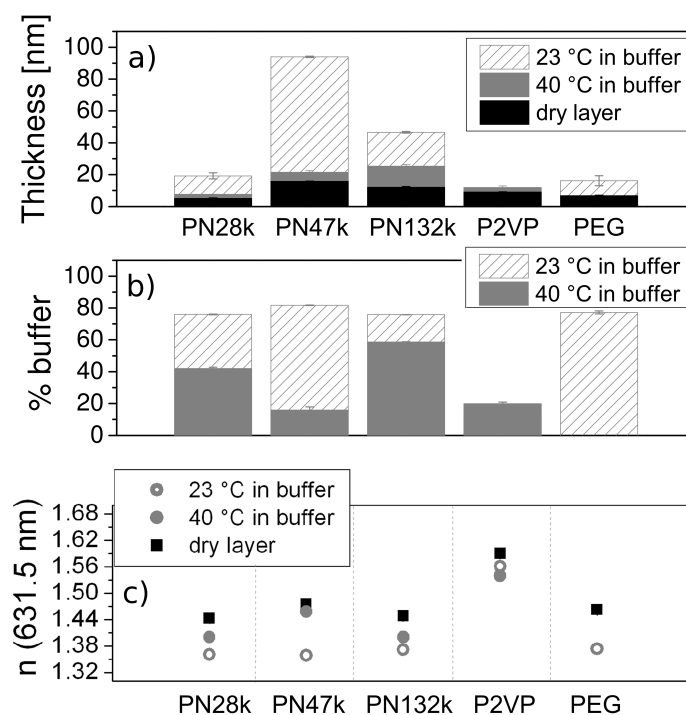 a)
Thickness [nm]
100
80
60
40
20
0
23 °C in buffer
40 °C in buffer
dry layer
PN28k PN47k PN132k P2VP PEG
b)
% buffer
100
80
60
40
20
0
23 °C in buffer
40 °C in buffer
23 °C in buffer
40 °C in buffer
dry layer
c)
n (631.5 nm)
1.68
1.62
1.56
1.50
1.44
1.38
1.32
PN28k PN47k PN132k P2VP PEG